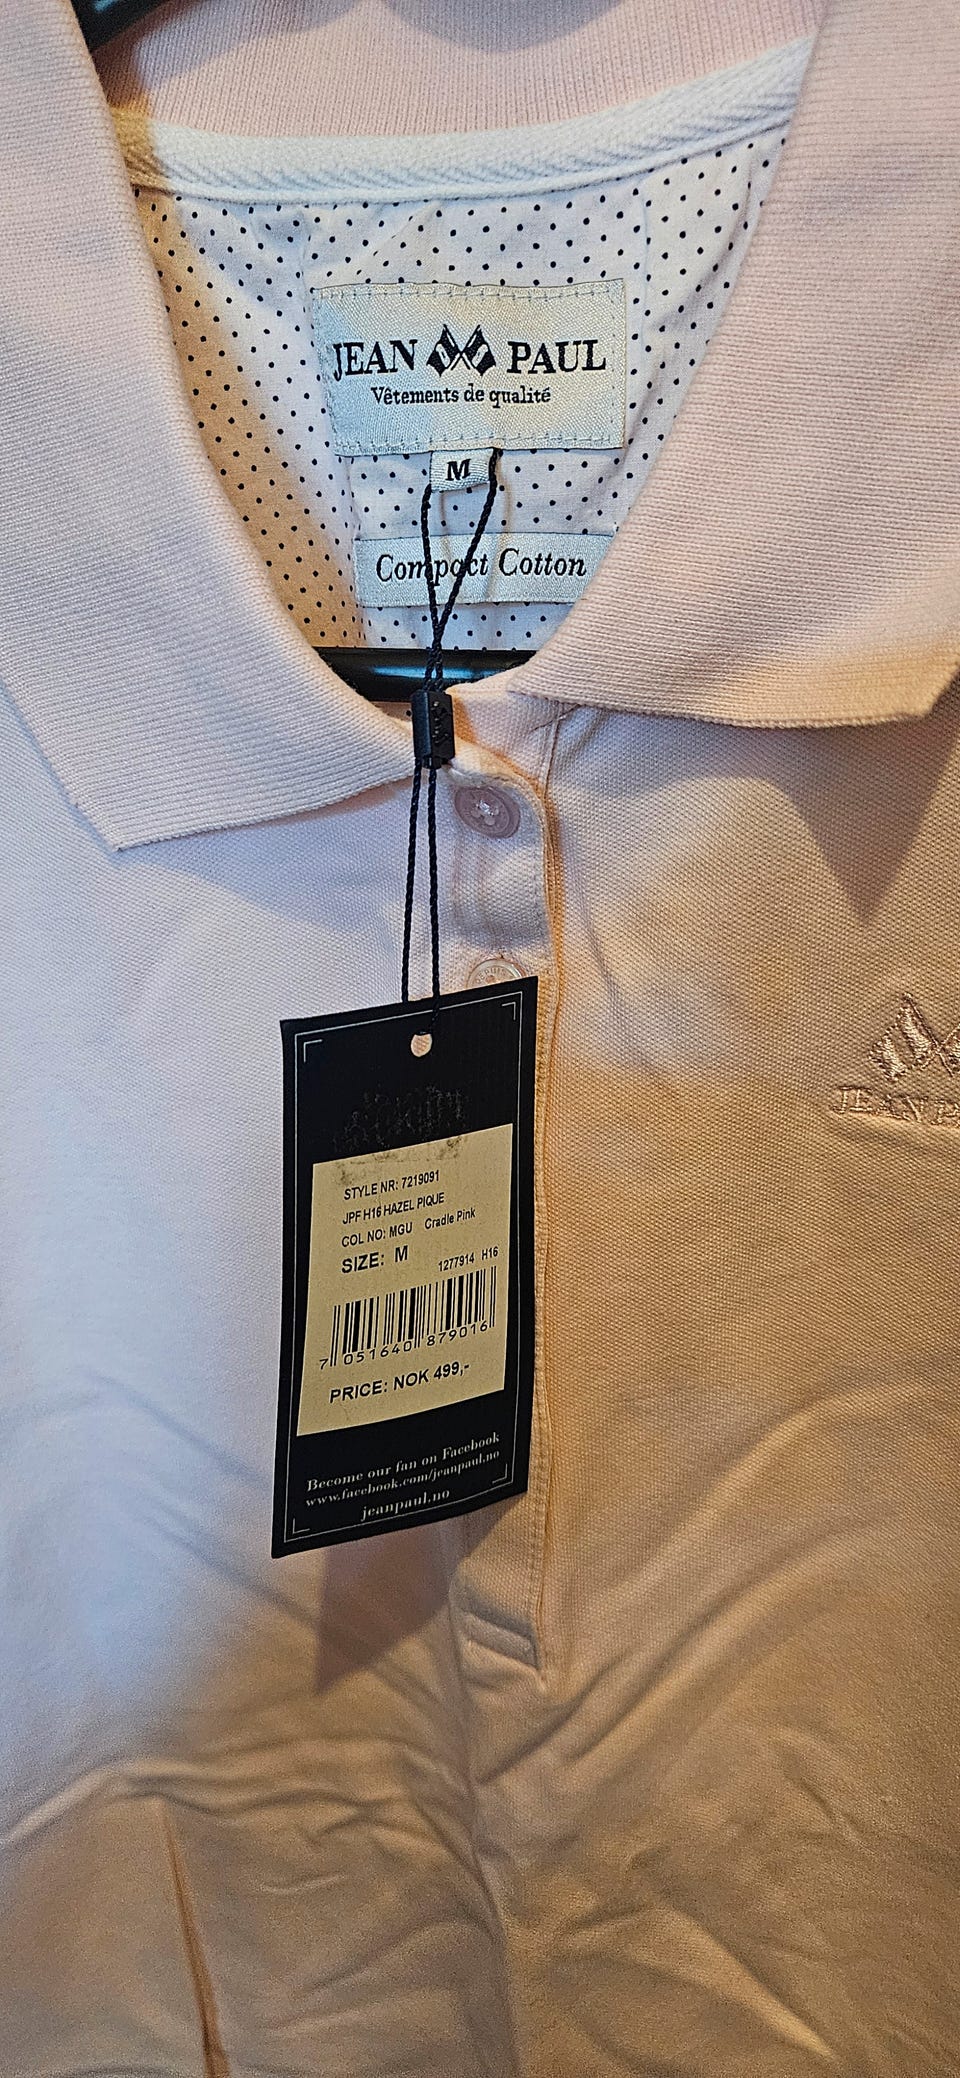 JEAN PAUL
Vêtements de qualité
M
Compact Cotton
JEAN
STYLE NR: 7219091
JPF H16 HAZEL PIQUE
COL NO: MGU Cradle Pink
SIZE: M
1277914 H16
7 051640 879016
PRICE: NOK 499,-
Become our fan on Facebook
www.facebook.com/jeanpaul.no
jeanpaul.no